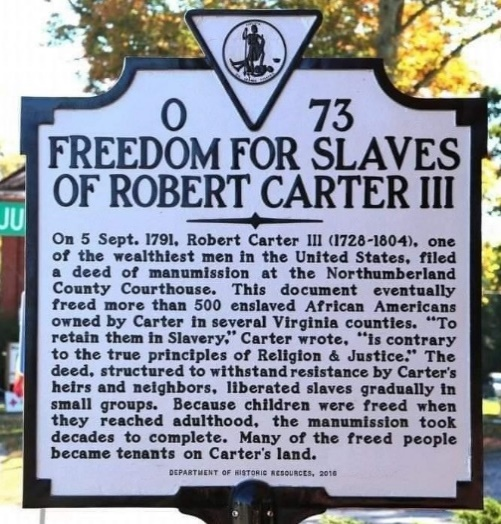 O 73
FREEDOM FOR SLAVES
OF ROBERT CARTER III
On 5 Sept. 1791, Robert Carter III (1728-1804), one
of the wealthiest men in the United States, filed
a deed of manumission at the Northumberland
County Courthouse. This document eventually
freed more than 500 enslaved African Americans
owned by Carter in several Virginia counties. “To
retain them in Slavery,” Carter wrote, “is contrary
to the true principles of Religion & Justice.” The
deed, structured to withstand resistance by Carter's
heirs and neighbors, liberated slaves gradually in
small groups. Because children were freed when
they reached adulthood, the manumission took
decades to complete. Many of the freed people
became tenants on Carter's land.
DEPARTMENT OF HISTORIC RESOURCES, 2016
JU